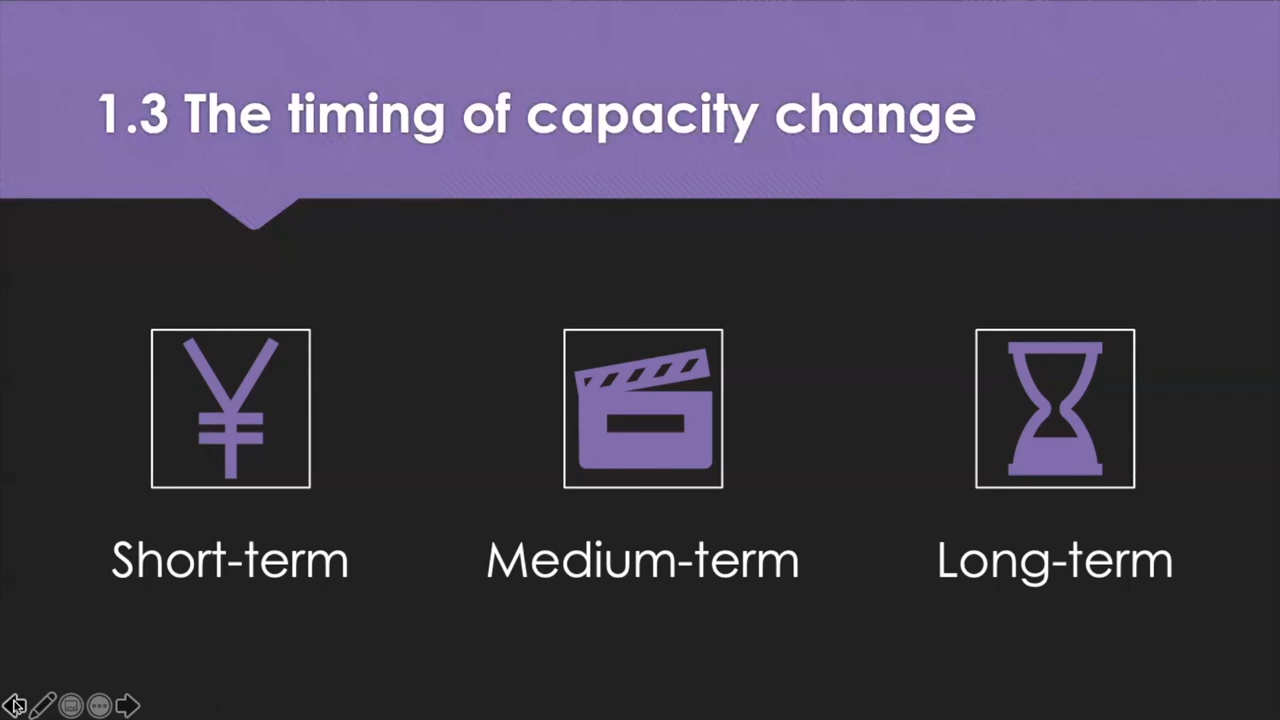 1.3 The timing of capacity change
¥
Short-term
Medium-term
Long-term